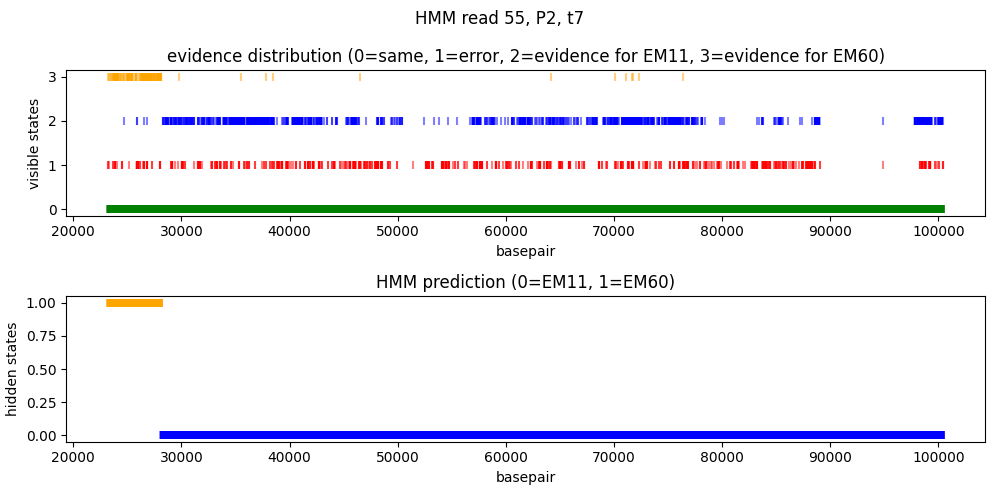 HMM read 55, P2, t7
evidence distribution (0=same, 1=error, 2=evidence for EM11, 3=evidence for EM60)
visible states
3
2
1
0
20000 30000 40000 50000 60000 70000 80000 90000 100000
basepair
HMM prediction (0=EM11, 1=EM60)
hidden states
1.00
0.75
0.50
0.25
0.00
20000 30000 40000 50000 60000 70000 80000 90000 100000
basepair